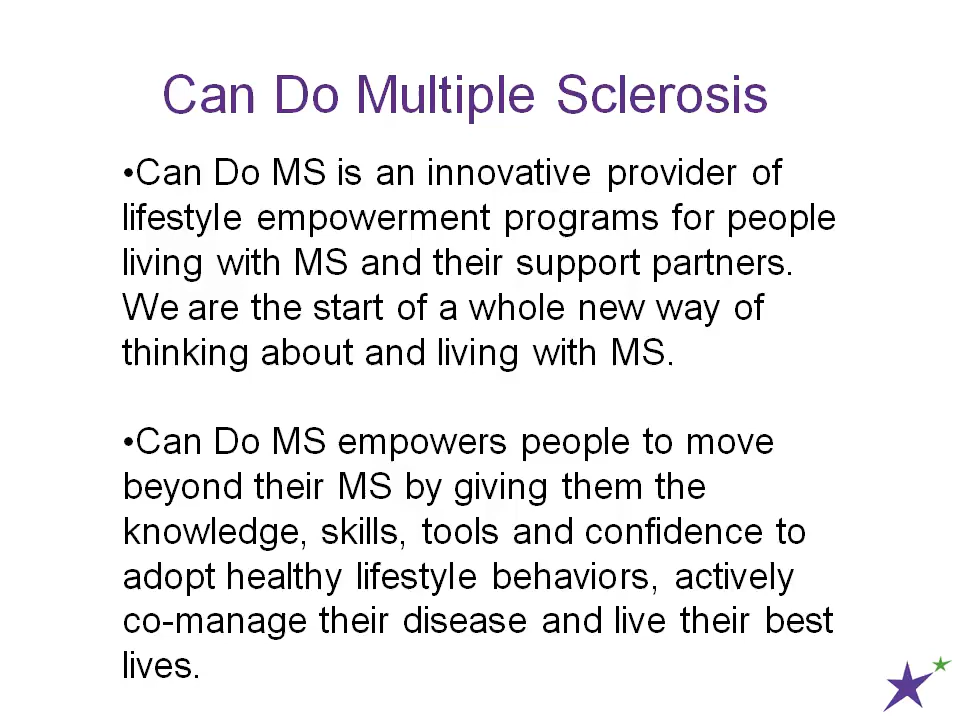 Can Do Multiple Sclerosis
•Can Do MS is an innovative provider of
lifestyle empowerment programs for people
living with MS and their support partners.
We are the start of a whole new way of
thinking about and living with MS.
•Can Do MS empowers people to move
beyond their MS by giving them the
knowledge, skills, tools and confidence to
adopt healthy lifestyle behaviors, actively
co-manage their disease and live their best
lives.